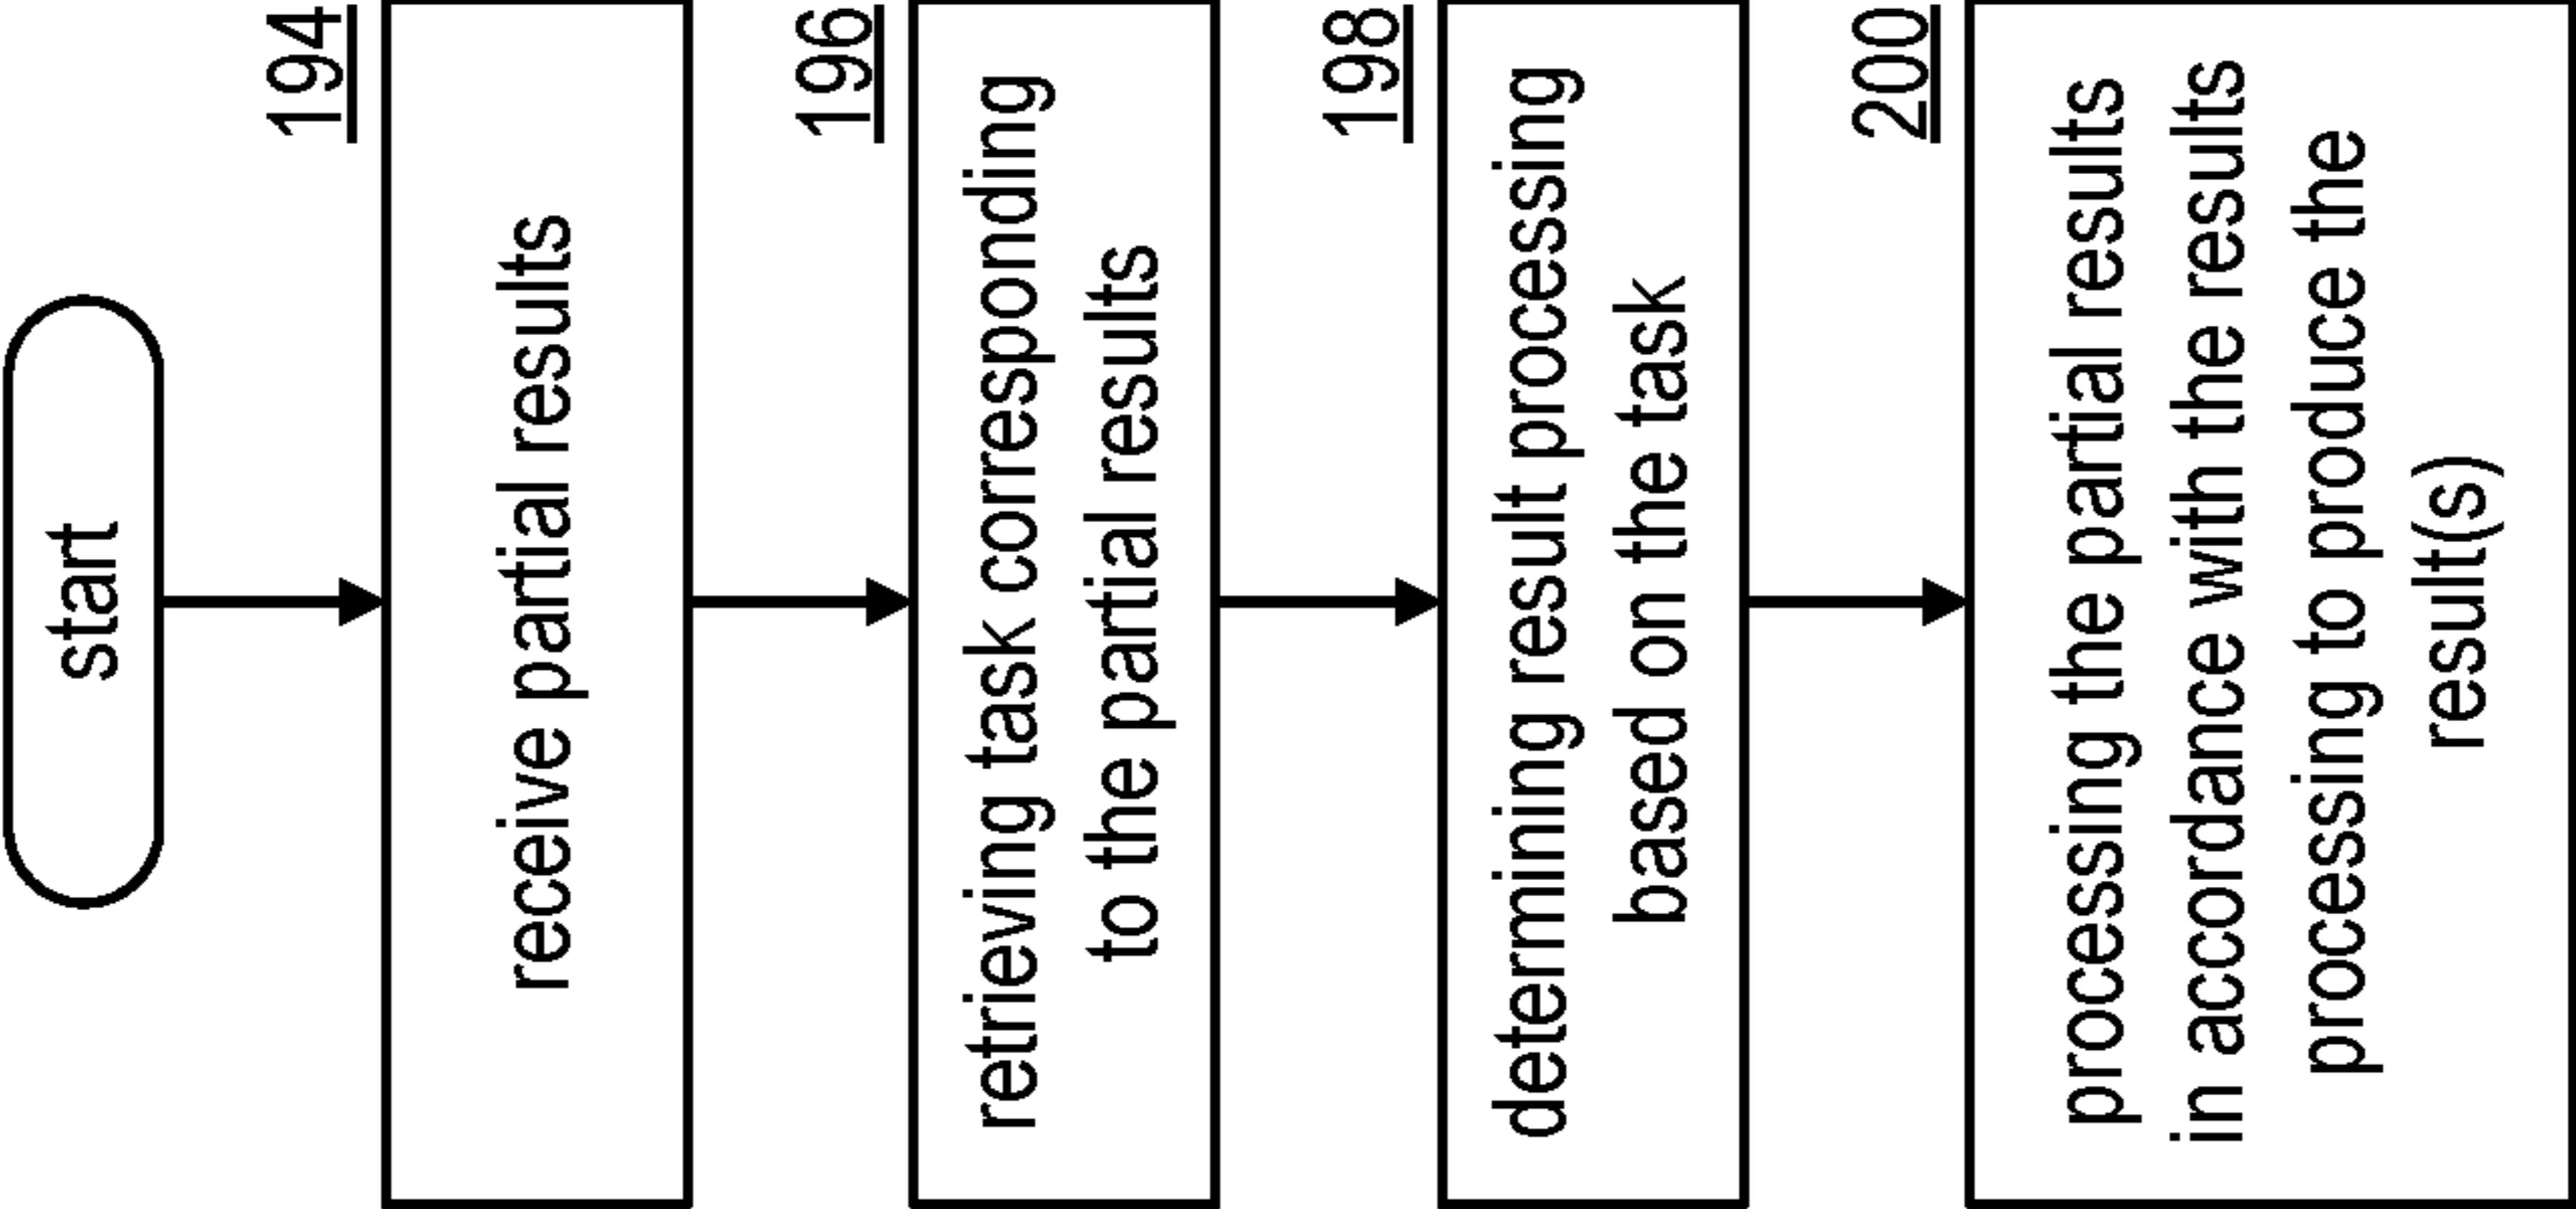 start
194
receive partial results
196
retrieving task corresponding
to the partial results
198
determining result processing
based on the task
200
processing the partial results
in accordance with the results
processing to produce the
result(s)